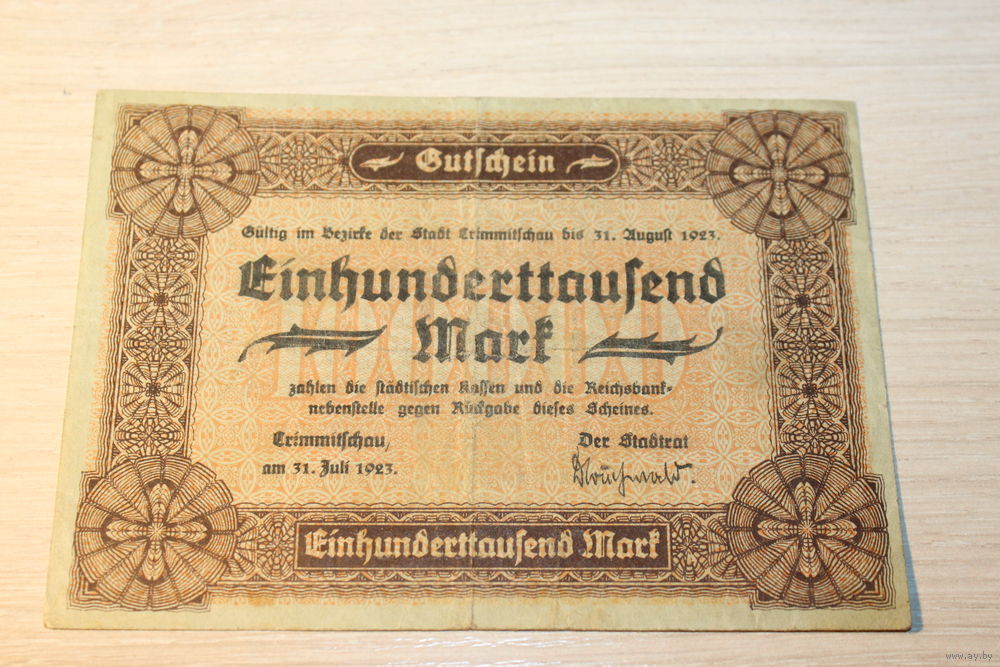 Gutschein
Gültig im Bezirke der Stadt Crimmitschau bis 31. August 1923.
Einhunderttausend
Mark
100000
zahlen die städtischen Kassen und die Reichsbank-
nebenstelle gegen Rückgabe dieses Scheines.
Crimmitschau,
am 31. Juli 1923.
Der Stadtrat
Einhunderttausend Mark
www.ay.by